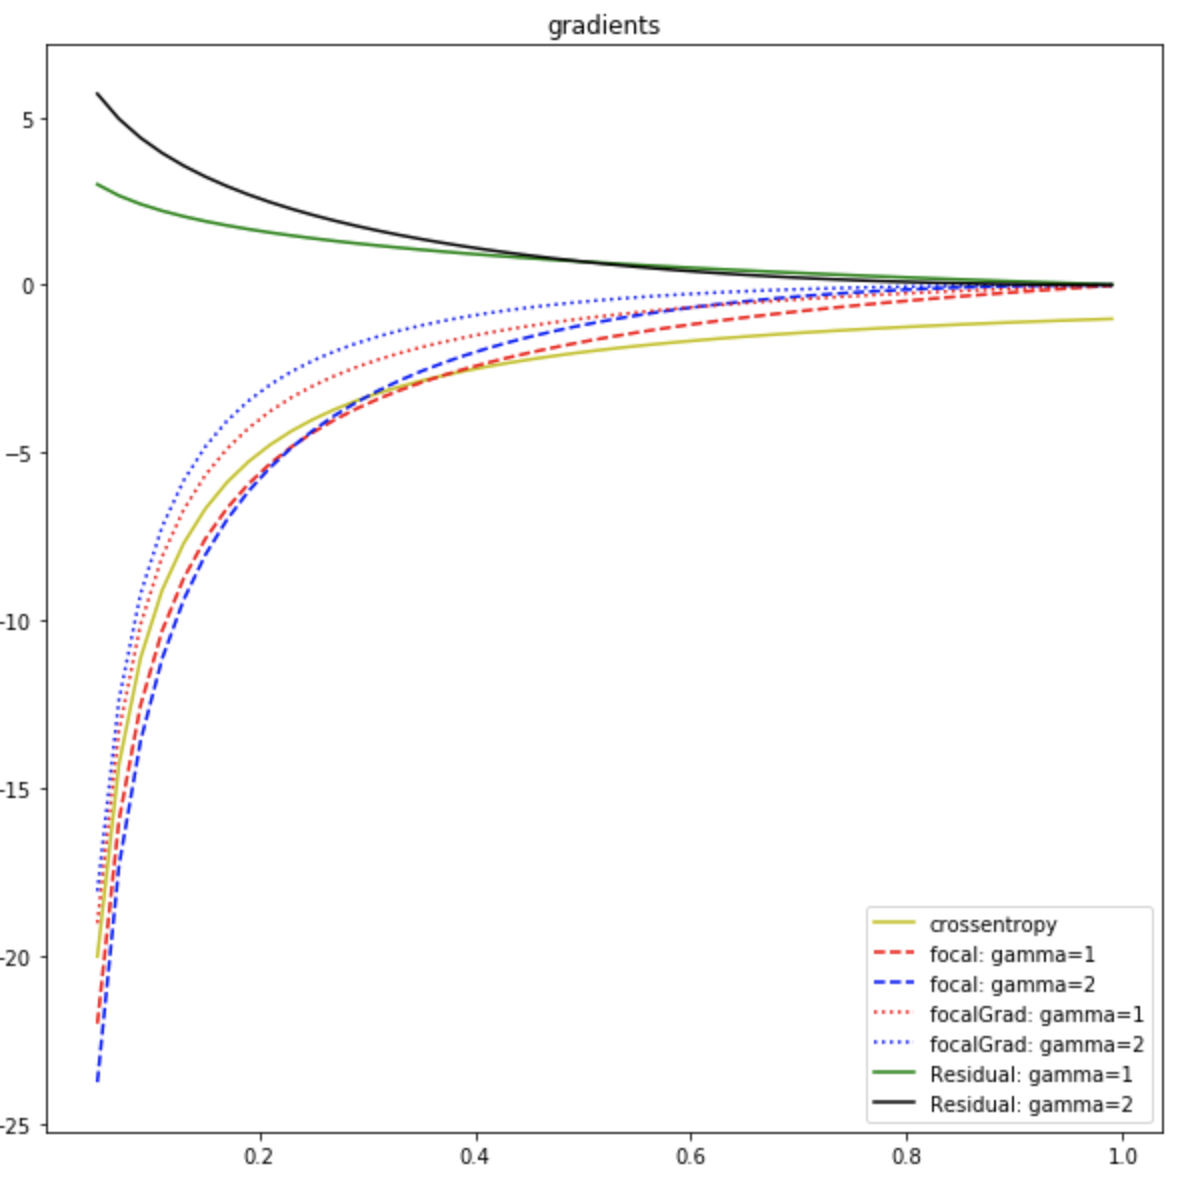 gradients
5
0
−5
-10
-15
-20
-25
0.2
0.4
0.6
0.8
1.0
crossentropy
focal: gamma=1
focal: gamma=2
focalGrad: gamma=1
focalGrad: gamma=2
Residual: gamma=1
Residual: gamma=2